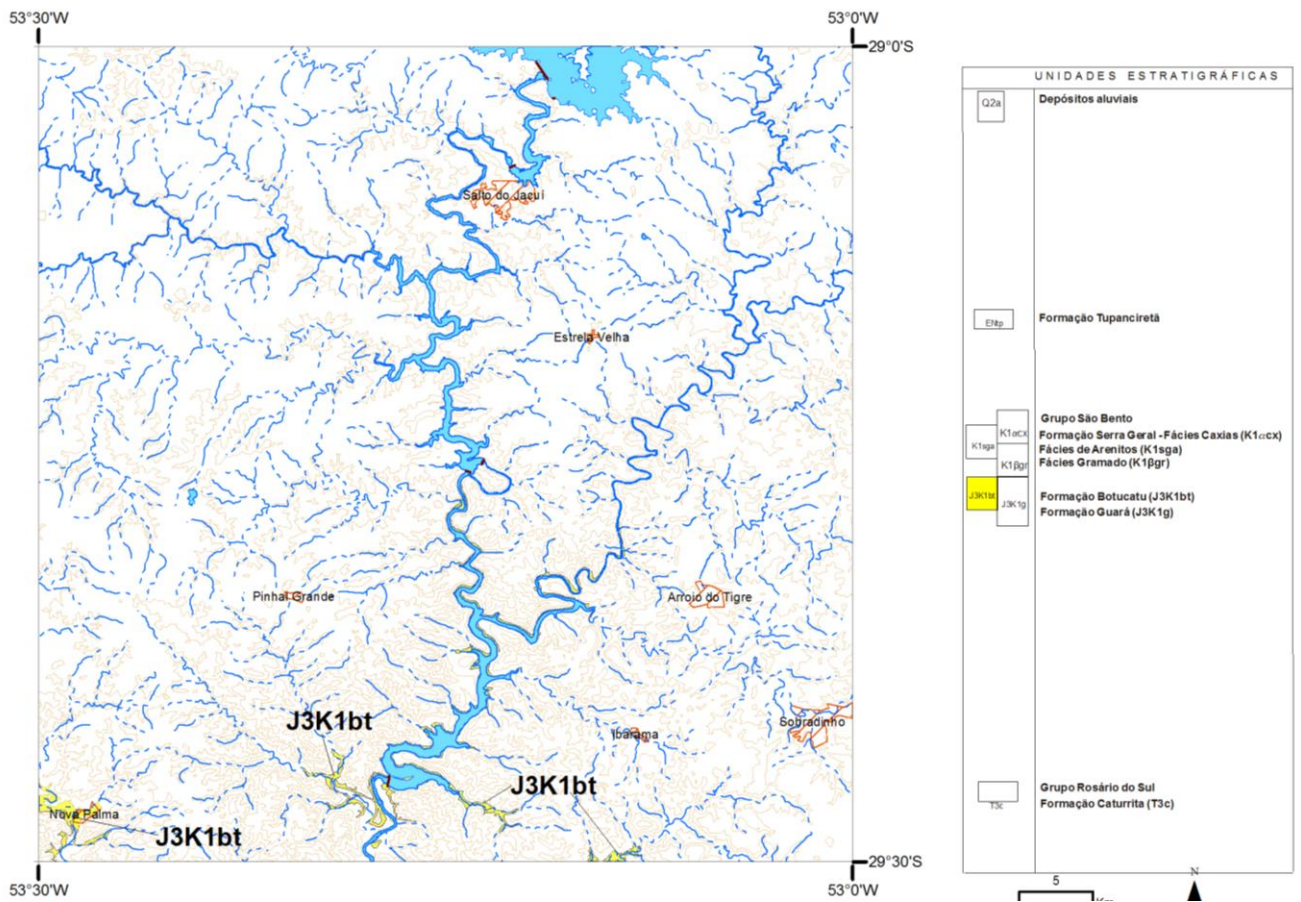 53°30'W
53°0'W
29°0'S
Salto do Jacuí
Estrela Velha
Pinhal Grande
Arroio do Tigre
J3K1bt
Sobradinho
Ibarama
J3K1bt
Nova Palma
J3K1bt
29°30'S
53°30'W
53°0'W
UNIDADES ESTRATIGRÁFICAS
Q2a
Depósitos aluviais
ENtp
Formação Tupanciretã
Grupo São Bento
K1αcx
Formação Serra Geral - Fácies Caxias (K1αcx)
K1sga
Fácies de Arenitos (K1sga)
K1βgr
Fácies Gramado (K1βgr)
J3K1bt
Formação Botucatu (J3K1bt)
J3K1g
Formação Guará (J3K1g)
Grupo Rosário do Sul
T3c
Formação Caturrita (T3c)
5
Km
N